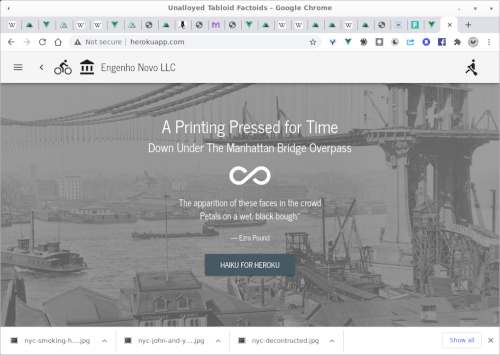 Unalloyed Tabloid Factoids - Google Chrome
Not secure | herokuapp.com
Engenho Novo LLC
A Printing Pressed for Time
Down Under The Manhattan Bridge Overpass
The apparition of these faces in the crowd
Petals on a wet, black bough"
— Ezra Pound
HAIKU FOR HEROKU
nyc-smoking-h....jpg
nyc-john-and-y....jpg
nyc-decontructed.jpg
Show all